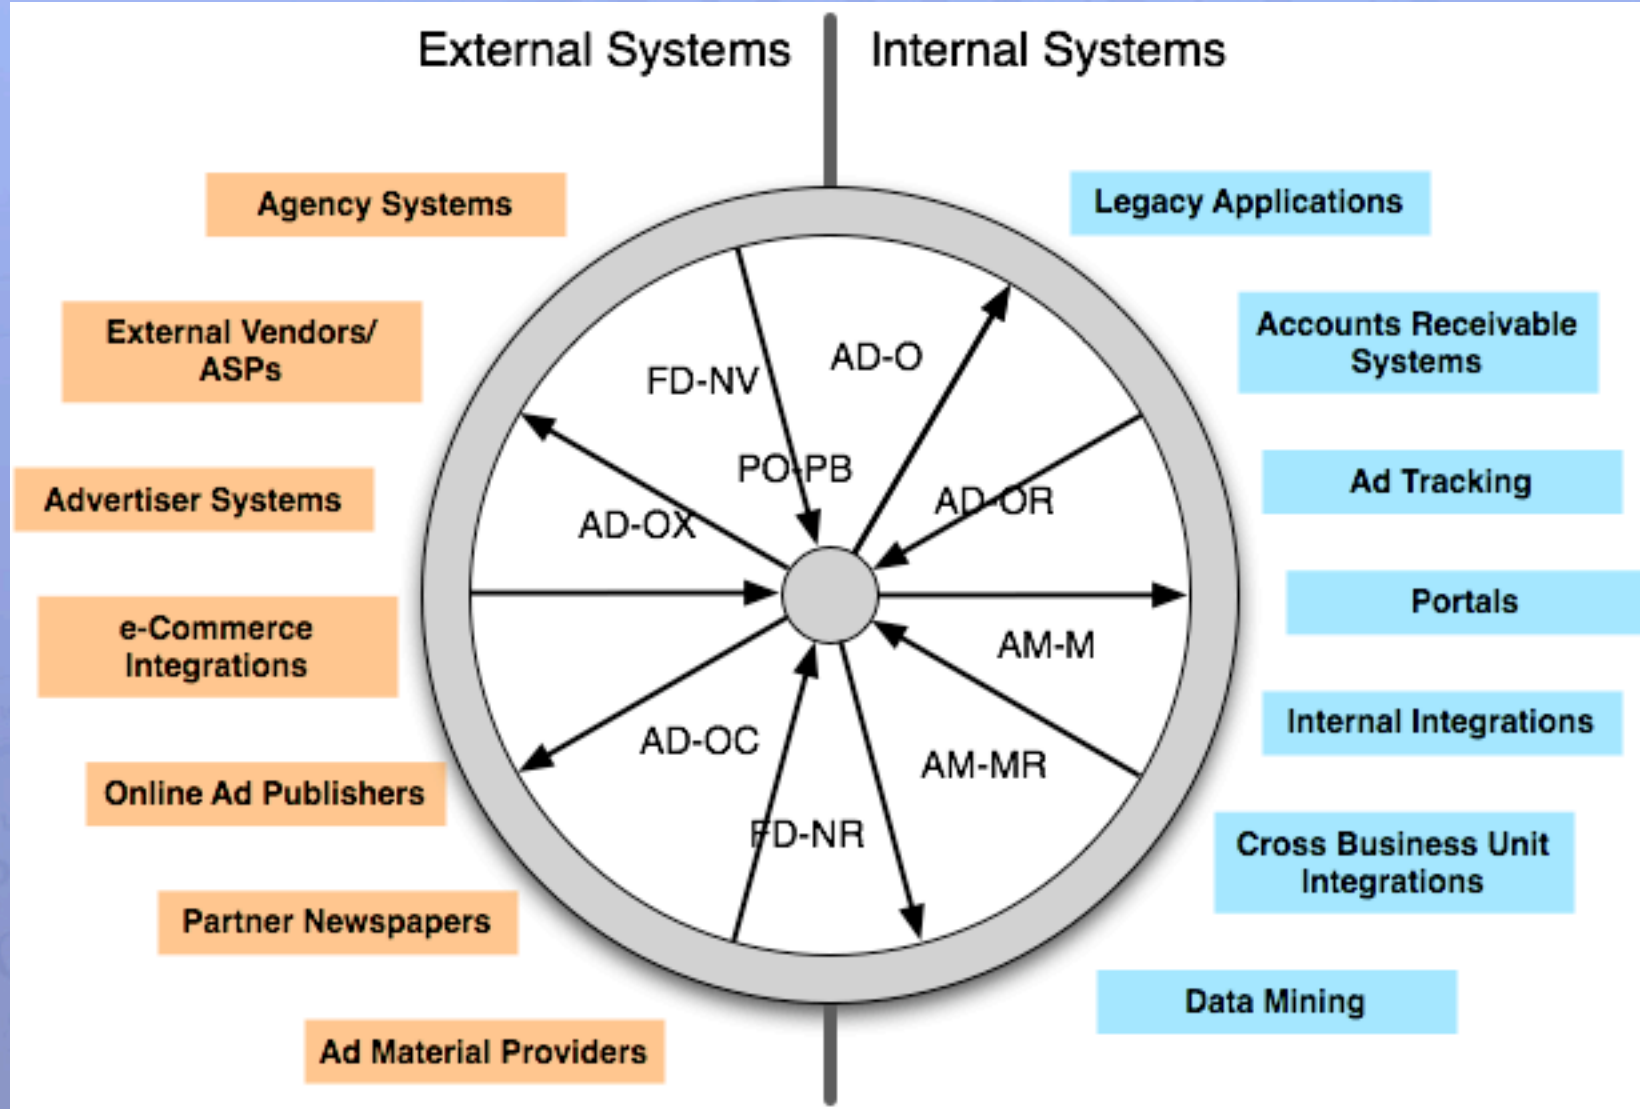 External Systems
Internal Systems
Agency Systems
External Vendors/
ASPs
Advertiser Systems
e-Commerce
Integrations
Online Ad Publishers
Partner Newspapers
Ad Material Providers
FD-NV
AD-O
PO-PB
AD-OR
AD-OX
AM-M
AD-OC
AM-MR
FD-NR
Legacy Applications
Accounts Receivable
Systems
Ad Tracking
Portals
Internal Integrations
Cross Business Unit
Integrations
Data Mining